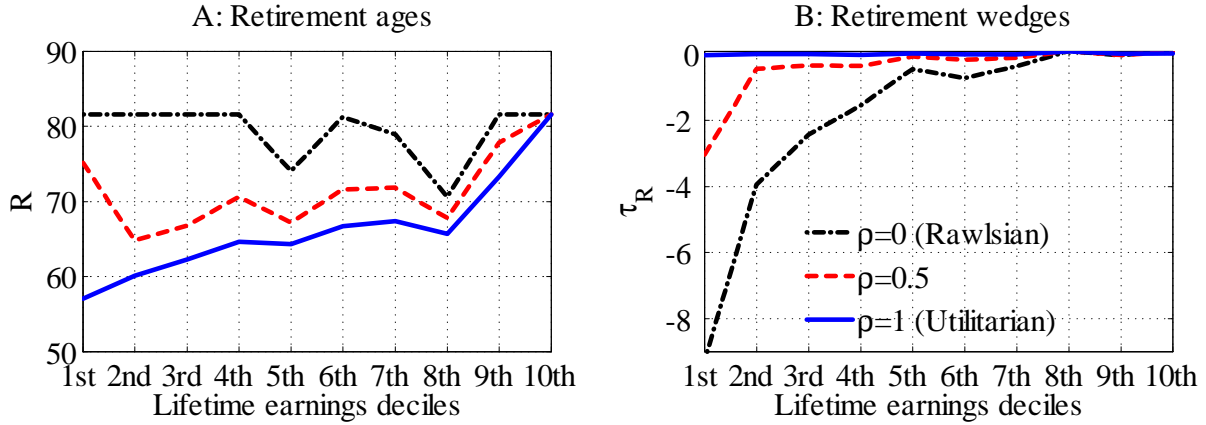 A: Retirement ages
90
80
70
60
50
R
1st 2nd 3rd 4th 5th 6th 7th 8th 9th 10th
Lifetime earnings deciles
B: Retirement wedges
0
-2
-4
-6
-8
τR
ρ=0 (Rawlsian)
ρ=0.5
ρ=1 (Utilitarian)
1st 2nd 3rd 4th 5th 6th 7th 8th 9th 10th
Lifetime earnings deciles